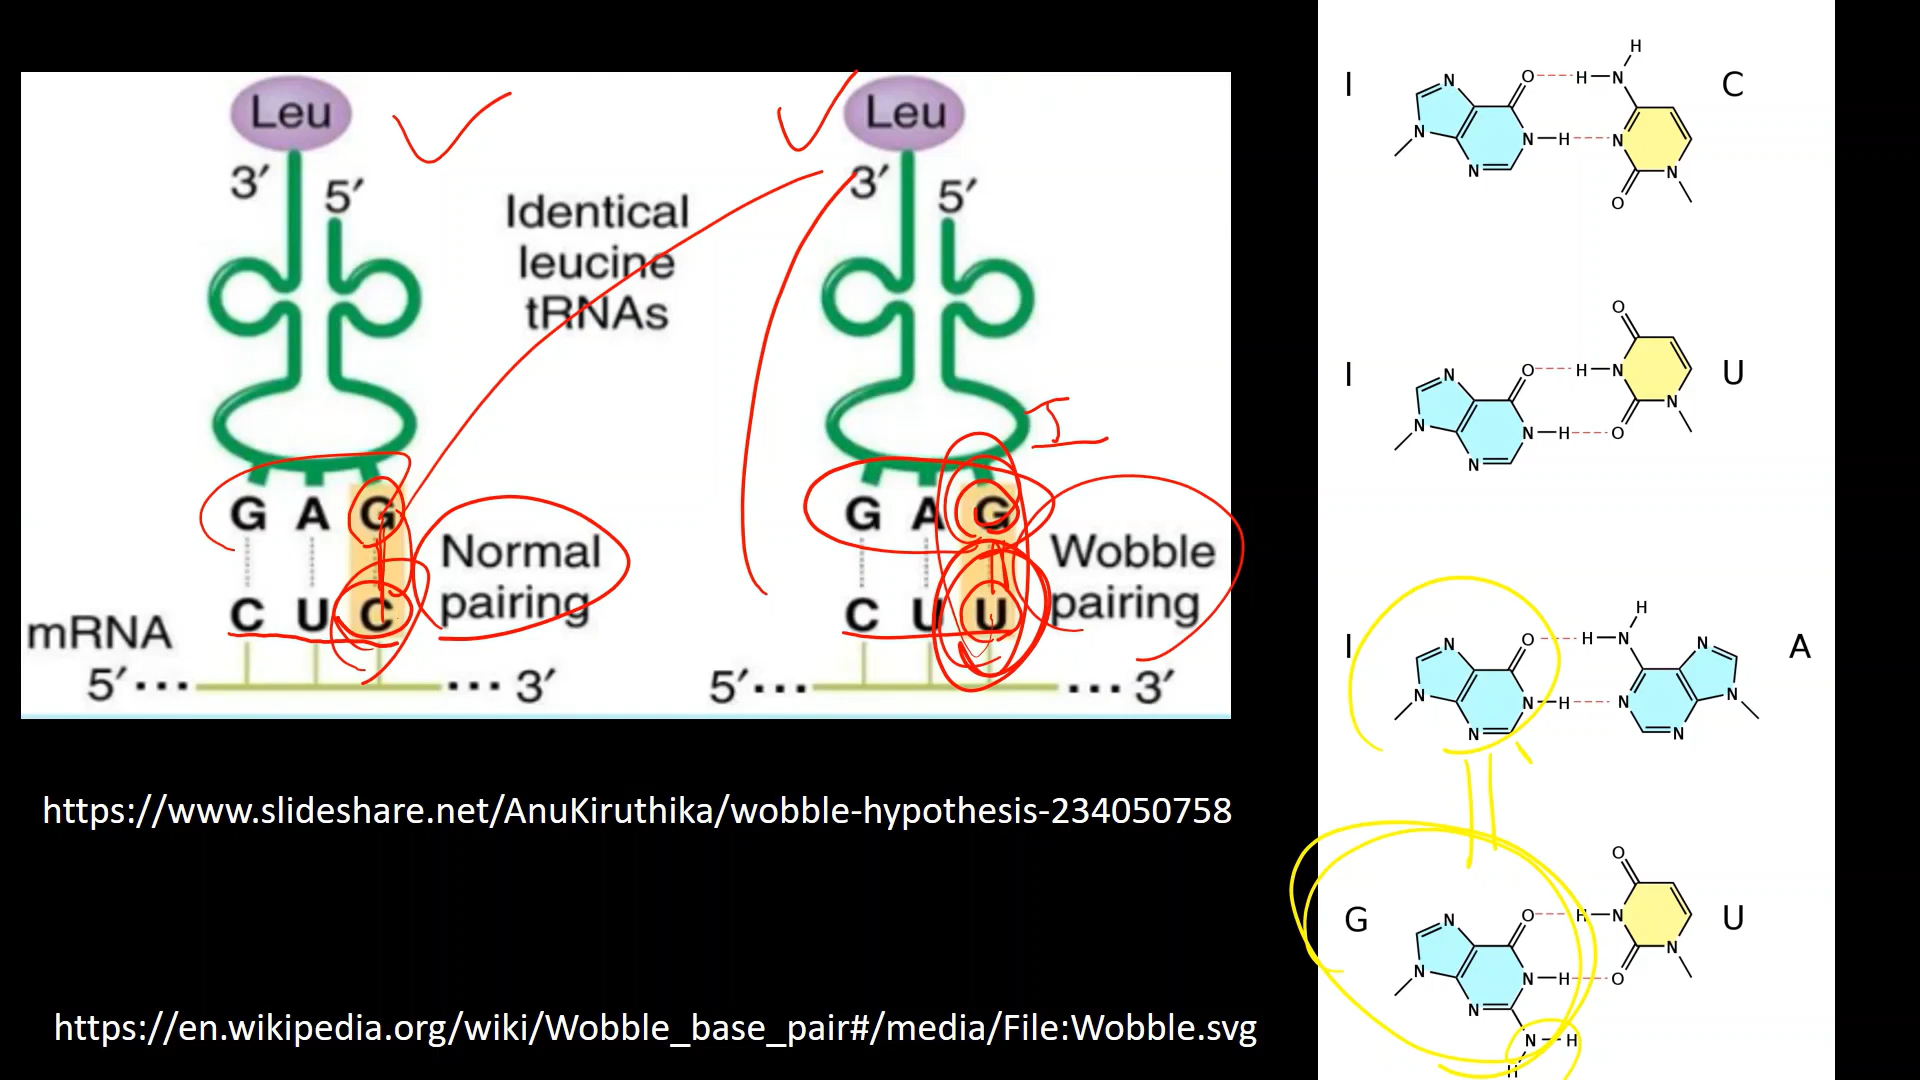 Leu
3′
5′
Identical
leucine
tRNAs
G A G
C U C
Normal
pairing
mRNA
5′... ...3′
Leu
3′
5′
I
G A G
C U U
Wobble
pairing
5′... ...3′
https://www.slideshare.net/AnuKiruthika/wobble-hypothesis-234050758
https://en.wikipedia.org/wiki/Wobble_base_pair#/media/File:Wobble.svg
I
N
N
N
N
O
H
H
H
N
N
N
O
C
I
N
N
N
N
O
H
H
O
N
N
O
U
I
N
N
N
N
O
H
H
H
N
N
N
N
N
A
G
N
N
N
N
O
H
N
H
H
H
O
N
N
O
U